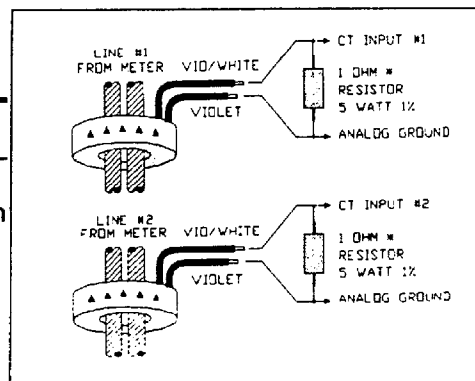 LINE #1
FROM METER
VIO/WHITE
VIOLET
CT INPUT #1
1 OHM *
RESISTOR
5 WATT 1%
ANALOG GROUND
LINE #2
FROM METER
VIO/WHITE
VIOLET
CT INPUT #2
1 OHM *
RESISTOR
5 WATT 1%
ANALOG GROUND